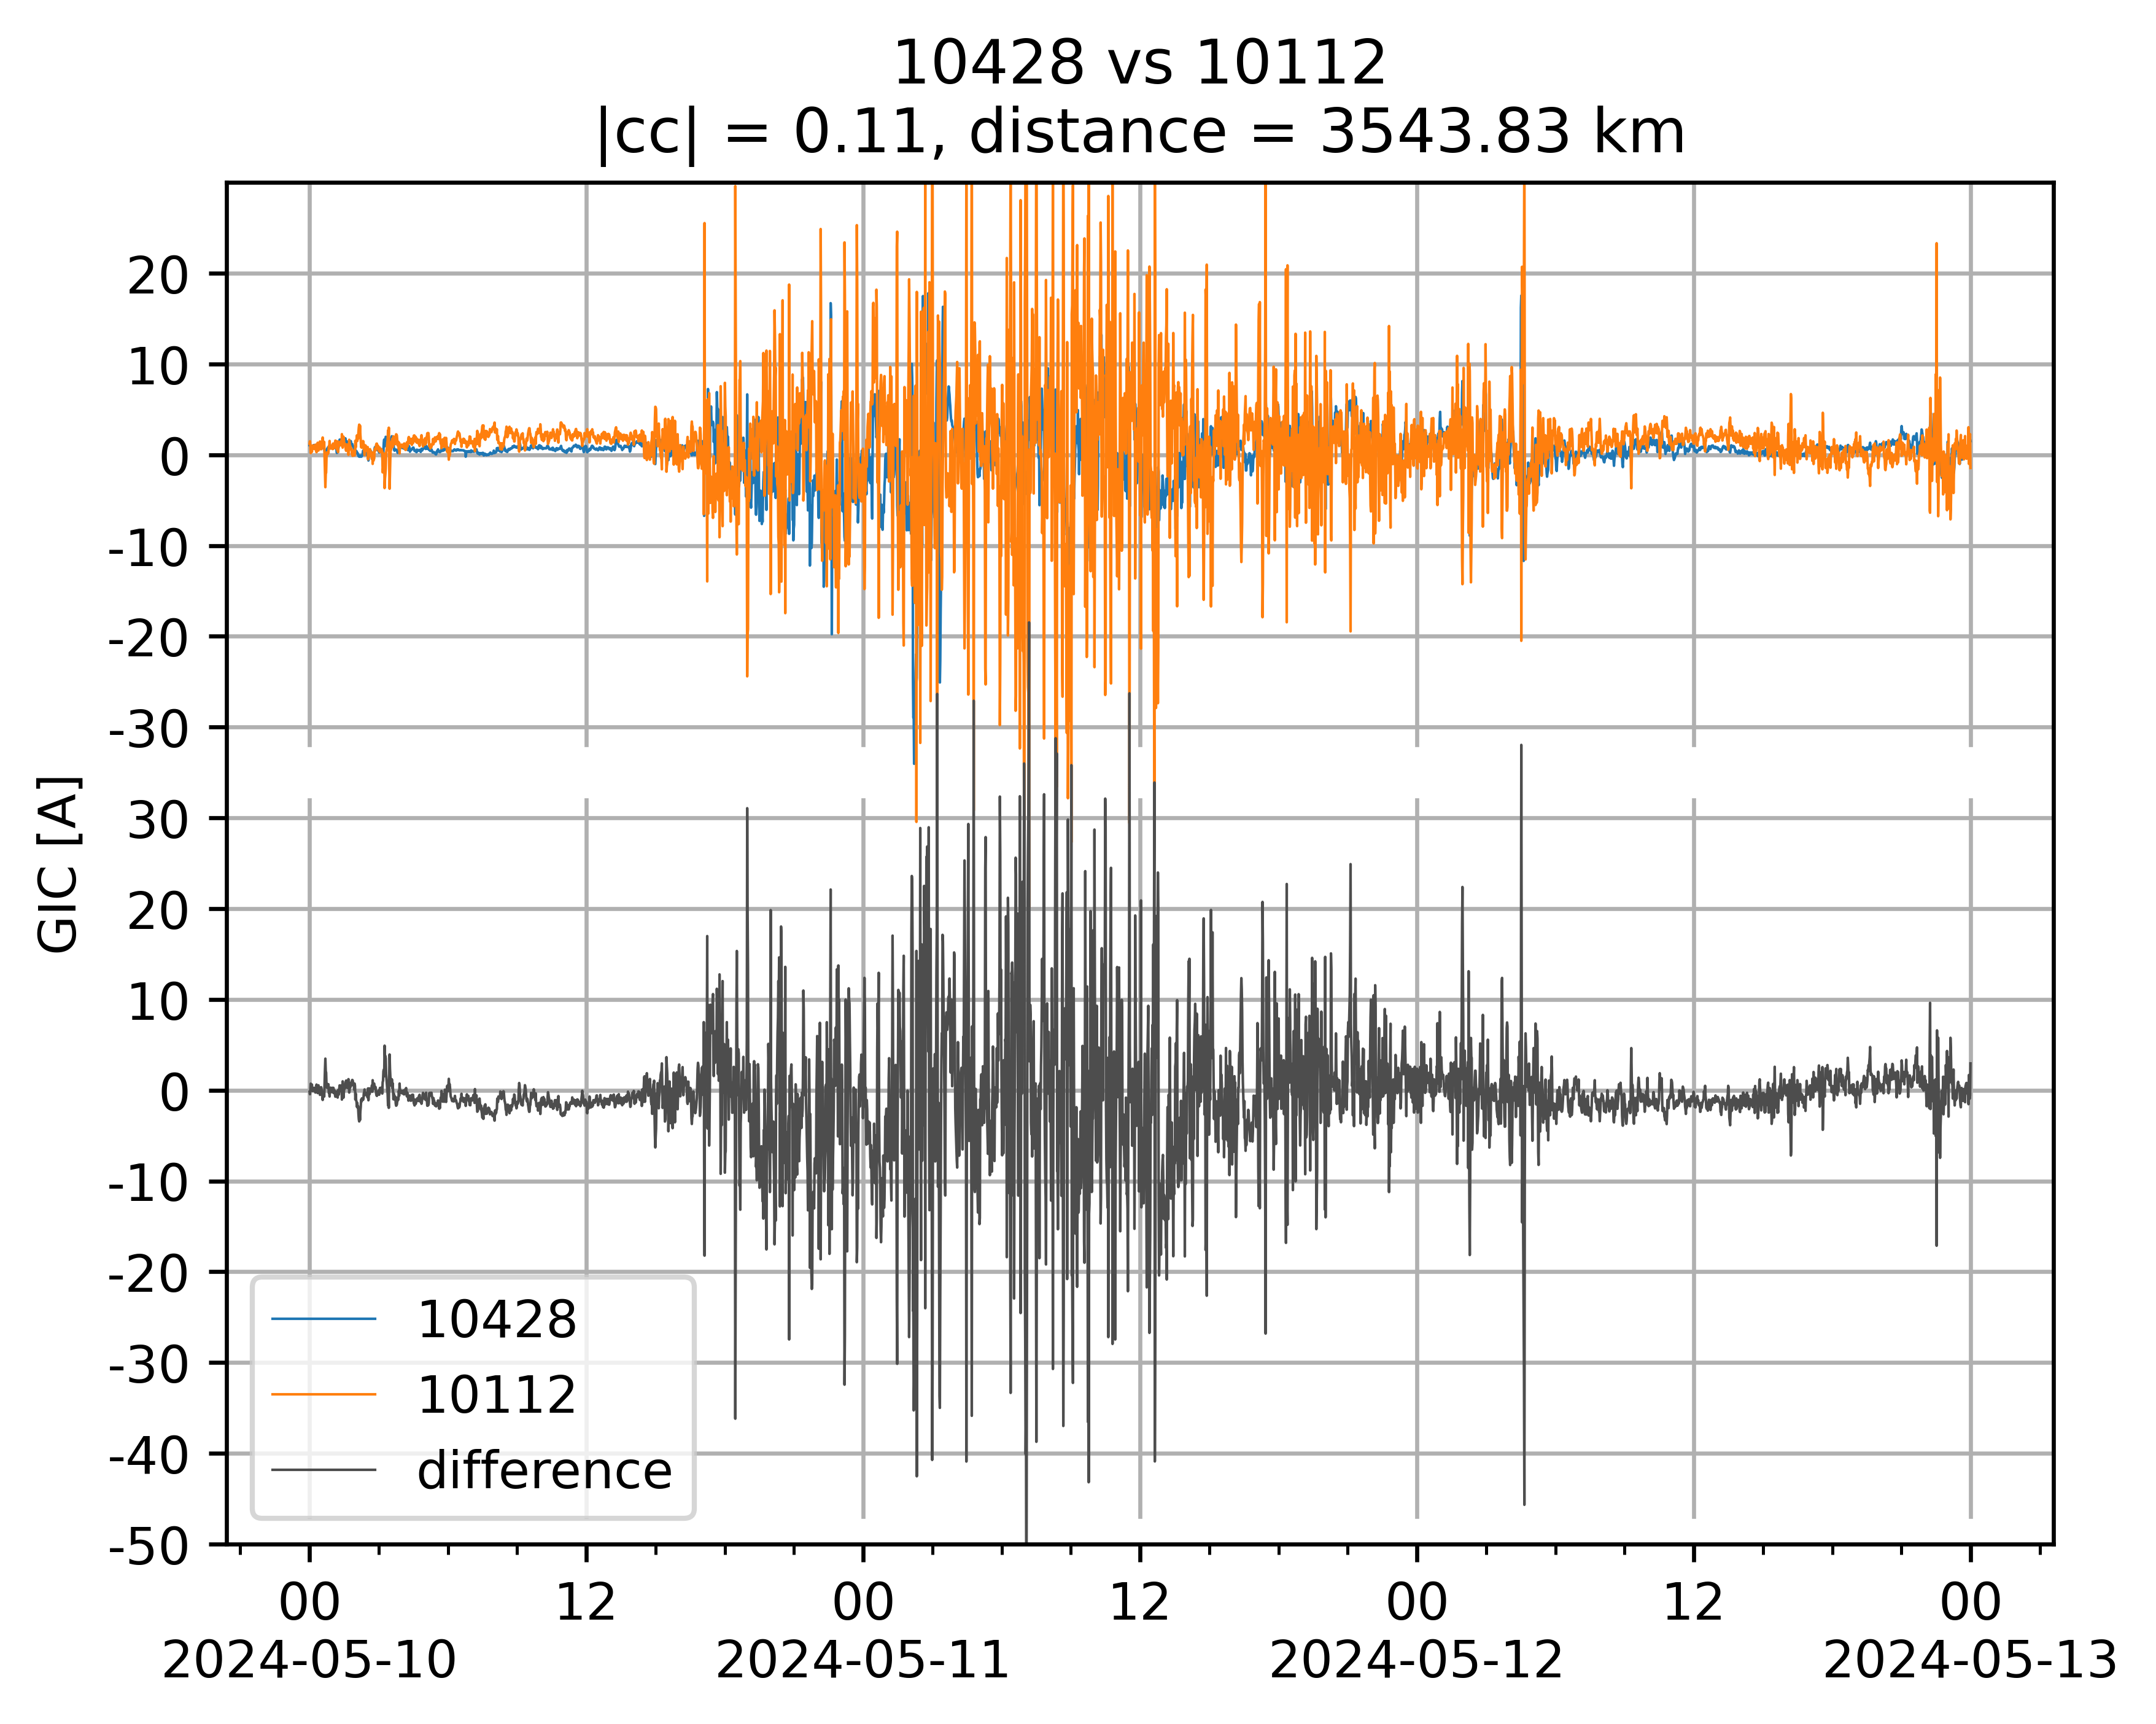 10428 vs 10112
|cc| = 0.11, distance = 3543.83 km
GIC [A]
20
10
0
-10
-20
-30
30
20
10
0
-10
-20
-30
-40
-50
10428
10112
difference
00 12 00 12 00 12 00
2024-05-10 2024-05-11 2024-05-12 2024-05-13